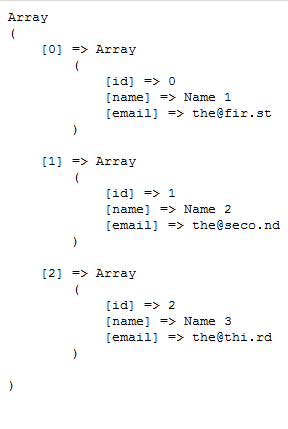 Array
(
    [0] => Array
        (
            [id] => 0
            [name] => Name 1
            [email] => the@fir.st
        )

    [1] => Array
        (
            [id] => 1
            [name] => Name 2
            [email] => the@seco.nd
        )

    [2] => Array
        (
            [id] => 2
            [name] => Name 3
            [email] => the@thi.rd
        )

)